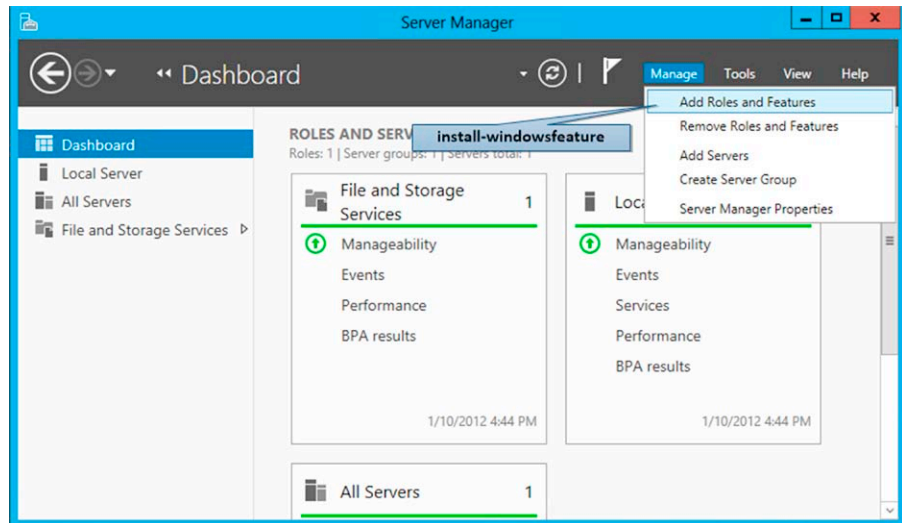 Server Manager
Dashboard
Manage Tools View Help
Add Roles and Features
Remove Roles and Features
Add Servers
Create Server Group
Server Manager Properties
install-windowsfeature
Dashboard
Local Server
All Servers
File and Storage Services
ROLES AND SERV
Roles: 1 | Server groups: 1 | Servers total: 1
File and Storage Services 1
Manageability
Events
Performance
BPA results
1/10/2012 4:44 PM
Loc
Manageability
Events
Services
Performance
BPA results
1/10/2012 4:44 PM
All Servers 1